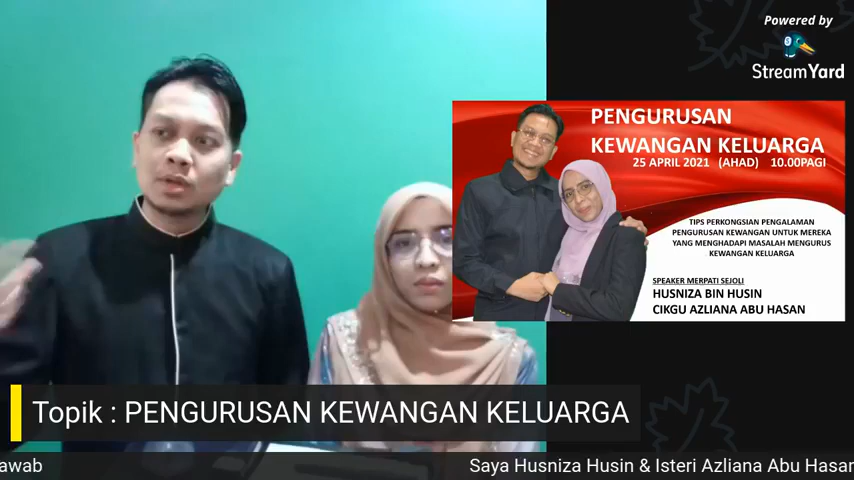 Powered by
StreamYard
PENGURUSAN
KEWANGAN KELUARGA
25 APRIL 2021 (AHAD) 10.00PAGI
TIPS PERKONGSIAN PENGALAMAN
PENGURUSAN KEWANGAN UNTUK MEREKA
YANG MENGHADAPI MASALAH MENGURUS
KEWANGAN KELUARGA
SPEAKER MERPATI SEJOLI
HUSNIZA BIN HUSIN
CIKGU AZLIANA ABU HASAN
Topik : PENGURUSAN KEWANGAN KELUARGA
awab Saya Husniza Husin & Isteri Azliana Abu Hasan